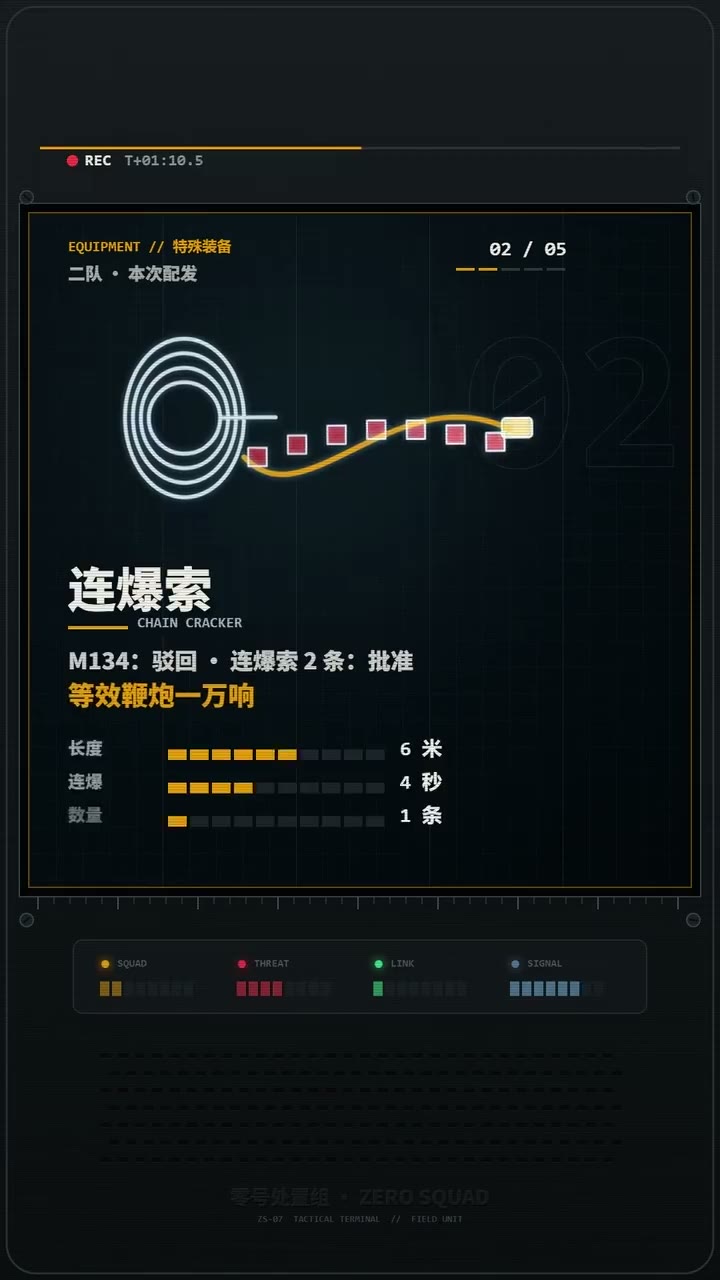 REC T+01:10.5
EQUIPMENT // 特殊装备
02 / 05
二队 • 本次配发
02
连爆索
CHAIN CRACKER
M134: 驳回 • 连爆索 2 条: 批准
等效鞭炮一万响
长度 6 米
连爆 4 秒
数量 1 条
SQUAD THREAT LINK SIGNAL
零号处置组 • ZERO SQUAD
ZS-07 TACTICAL TERMINAL // FIELD UNIT